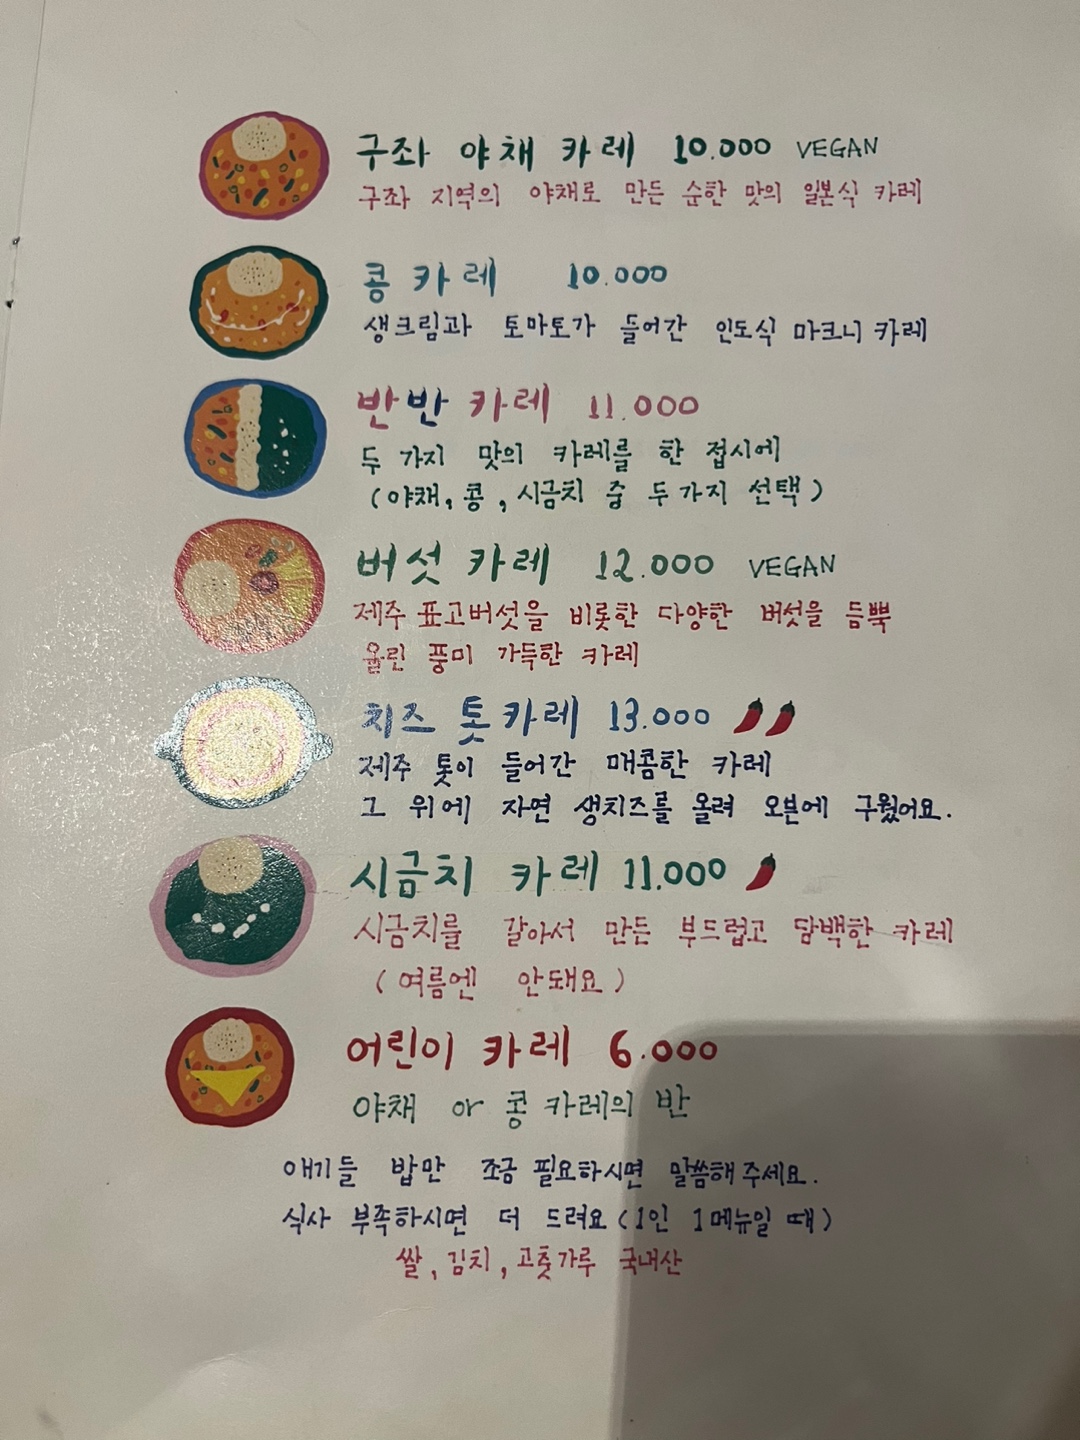 구좌 야채 카레 10.000 VEGAN
구좌 지역의 야채로 만든 순한 맛의 일본식 카레
콩 카레 10.000
생크림과 토마토가 들어간 인도식 마크니 카레
반반 카레 11.000
두 가지 맛의 카레를 한 접시에
(야채, 콩, 시금치 중 두가지 선택)
버섯 카레 12.000 VEGAN
제주 표고버섯을 비롯한 다양한 버섯을 듬뿍
올린 풍미 가득한 카레
치즈 톳카레 13.000
제주 톳이 들어간 매콤한 카레
그 위에 자연 생치즈를 올려 오븐에 구웠어요.
시금치 카레 11.000
시금치를 갈아서 만든 부드럽고 담백한 카레
(여름엔 안돼요)
어린이 카레 6.000
야채 or 콩 카레의 반
애기들 밥만 조금 필요하시면 말씀해주세요.
식사 부족하시면 더 드려요 (1인 1메뉴일 때)
쌀, 김치, 고춧가루 국내산